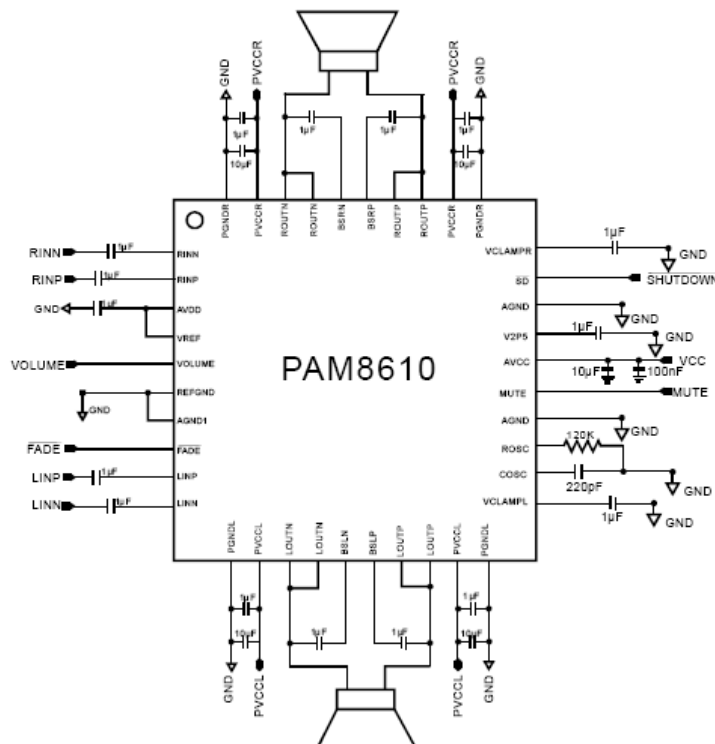 GND
PVCCR
PVCCR
GND
1µF
1µF
1µF
1µF
10µF
10µF
PGNDR
PVCCR
ROUTN
ROUTN
BSRN
BSRP
ROUTP
ROUTP
PVCCR
PGNDR
RINN
1µF
RINN
RINP
1µF
RINP
GND
1µF
AVDD
VREF
VOLUME
VOLUME
REFGND
GND
AGND1
FADE
FADE
LINP
1µF
LINP
LINN
1µF
LINN
PAM8610
VCLAMPR
1µF
GND
SD
SHUTDOWN
AGND
GND
V2P5
1µF
GND
AVCC
VCC
10µF
100nF
MUTE
MUTE
AGND
GND
ROSC
120K
COSC
220pF
GND
VCLAMPL
1µF
GND
PGNDL
PVCCL
LOUTN
LOUTN
BSLN
BSLP
LOUTP
LOUTP
PVCCL
PGNDL
1µF
1µF
10µF
1µF
1µF
10µF
GND
PVCCL
PVCCL
GND